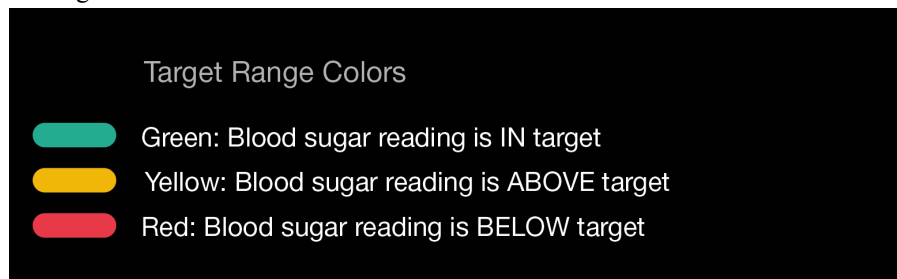 Target Range Colors
Green: Blood sugar reading is IN target
Yellow: Blood sugar reading is ABOVE target
Red: Blood sugar reading is BELOW target